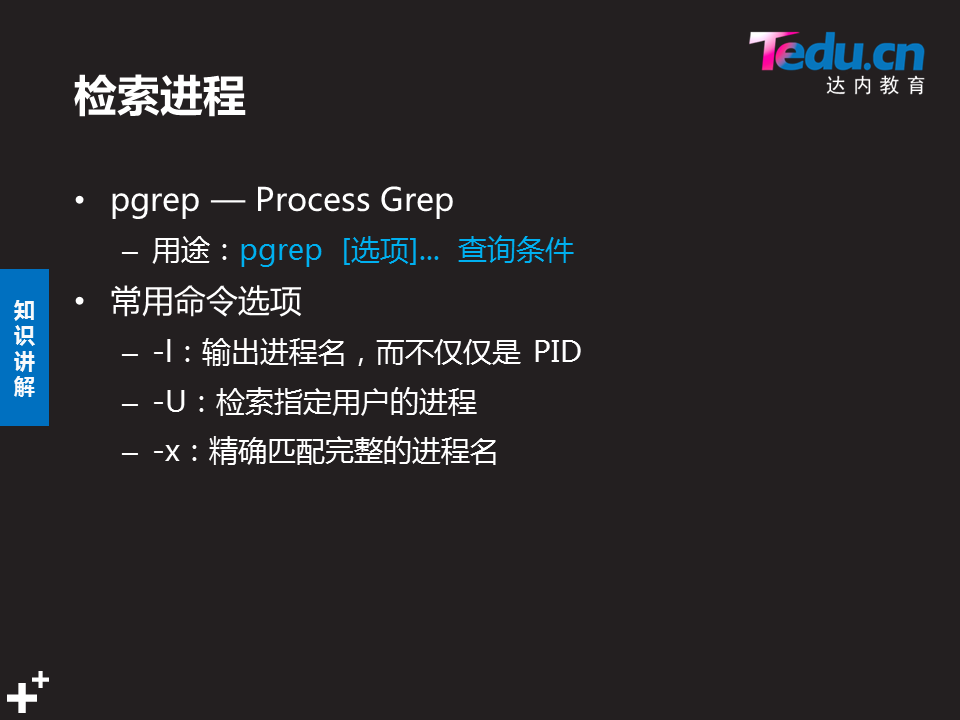 Tedu.cn
达内教育
检索进程
• pgrep — Process Grep
– 用途：pgrep [选项]... 查询条件
• 常用命令选项
– -l：输出进程名，而不仅仅是 PID
– -U：检索指定用户的进程
– -x：精确匹配完整的进程名
知识讲解